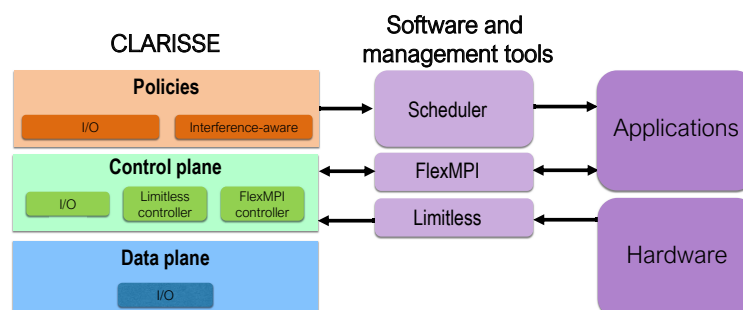 CLARISSE
Software and
management tools
Policies
I/O
Interference-aware
Control plane
I/O
Limitless
controller
FlexMPI
controller
Data plane
I/O
Scheduler
FlexMPI
Limitless
Applications
Hardware